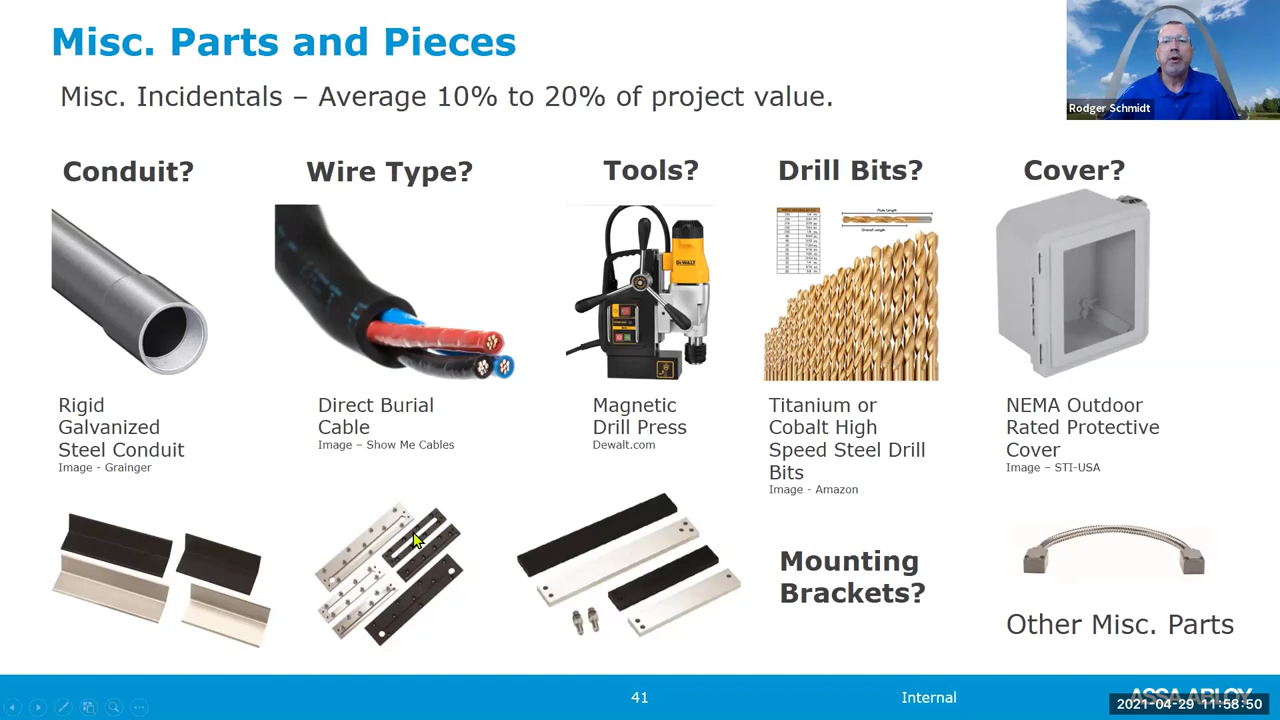 Misc. Parts and Pieces
Misc. Incidentals – Average 10% to 20% of project value.
Rodger Schmidt
Conduit?
Wire Type?
Tools?
Drill Bits?
Cover?
DEWALT
Rigid
Galvanized
Steel Conduit
Image - Grainger
Direct Burial
Cable
Image – Show Me Cables
Magnetic
Drill Press
Dewalt.com
Titanium or
Cobalt High
Speed Steel Drill
Bits
Image - Amazon
NEMA Outdoor
Rated Protective
Cover
Image – STI-USA
Mounting
Brackets?
Other Misc. Parts
41
Internal
ASSA ABLOY
2021-04-29 11:58:50